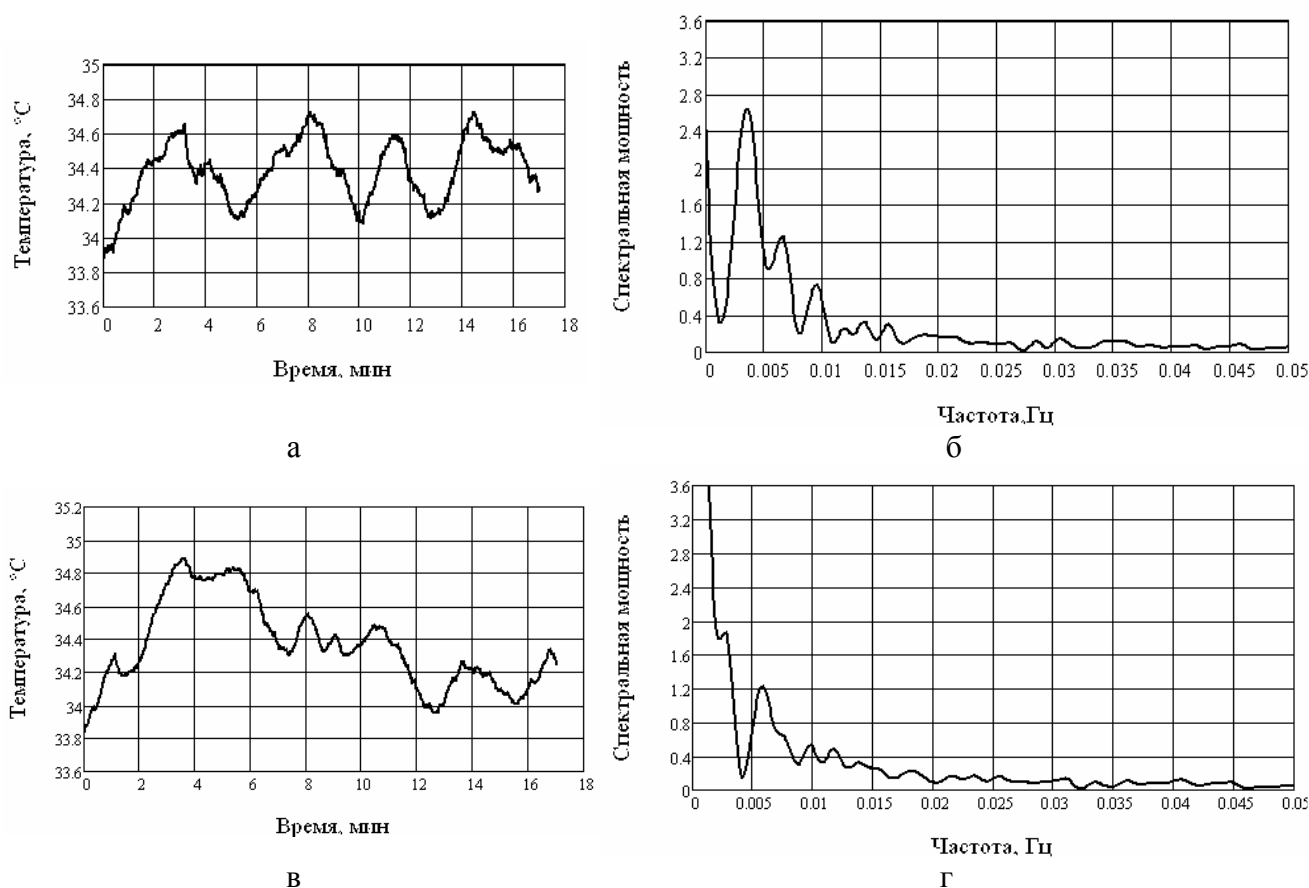 Температура, °C
35
34.8
34.6
34.4
34.2
34
33.8
33.6
0 2 4 6 8 10 12 14 16 18
Время, мин
а
Спектральная мощность
3.6
3.2
2.8
2.4
2
1.6
1.2
0.8
0.4
0
0 0.005 0.01 0.015 0.02 0.025 0.03 0.035 0.04 0.045 0.05
Частота,Гц
б
Температура, °C
35.2
35
34.8
34.6
34.4
34.2
34
33.8
33.6
0 2 4 6 8 10 12 14 16 18
Время, мин
в
Спектральная мощность
3.6
3.2
2.8
2.4
2
1.6
1.2
0.8
0.4
0
0 0.005 0.01 0.015 0.02 0.025 0.03 0.035 0.04 0.045 0.05
Частота, Гц
г